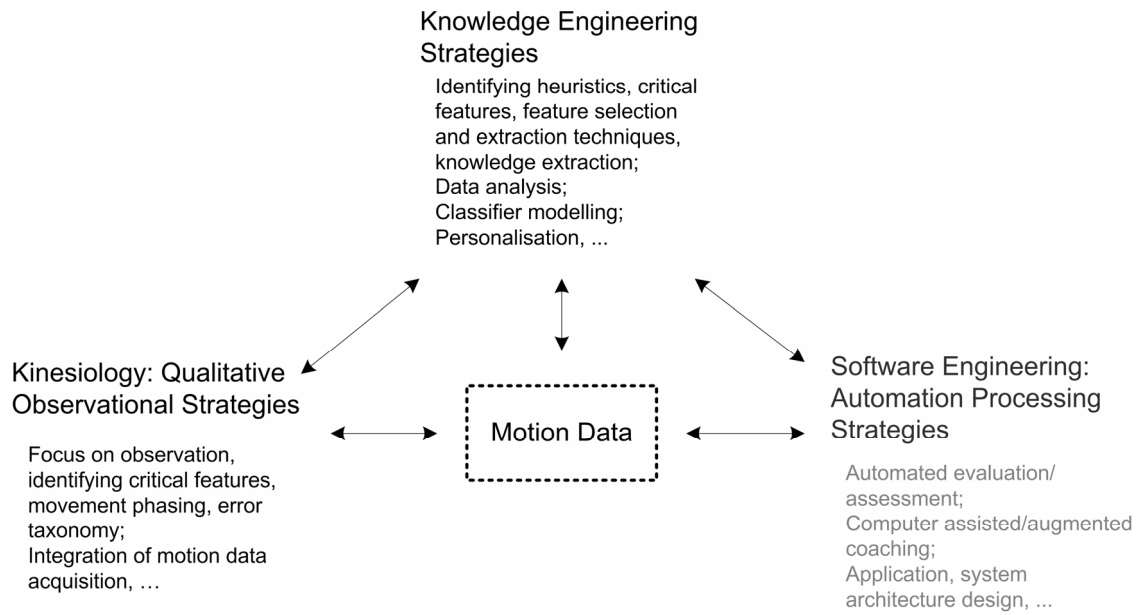 Knowledge Engineering
Strategies
Identifying heuristics, critical
features, feature selection
and extraction techniques,
knowledge extraction;
Data analysis;
Classifier modelling;
Personalisation, ...
Kinesiology: Qualitative
Observational Strategies
Focus on observation,
identifying critical features,
movement phasing, error
taxonomy;
Integration of motion data
acquisition, …
Motion Data
Software Engineering:
Automation Processing
Strategies
Automated evaluation/
assessment;
Computer assisted/augmented
coaching;
Application, system
architecture design, ...